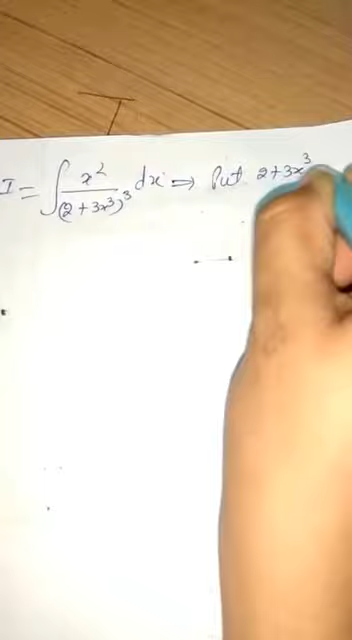 I = ∫ x² / (2 + 3x³)³ dx ⇒ Put 2+3x³